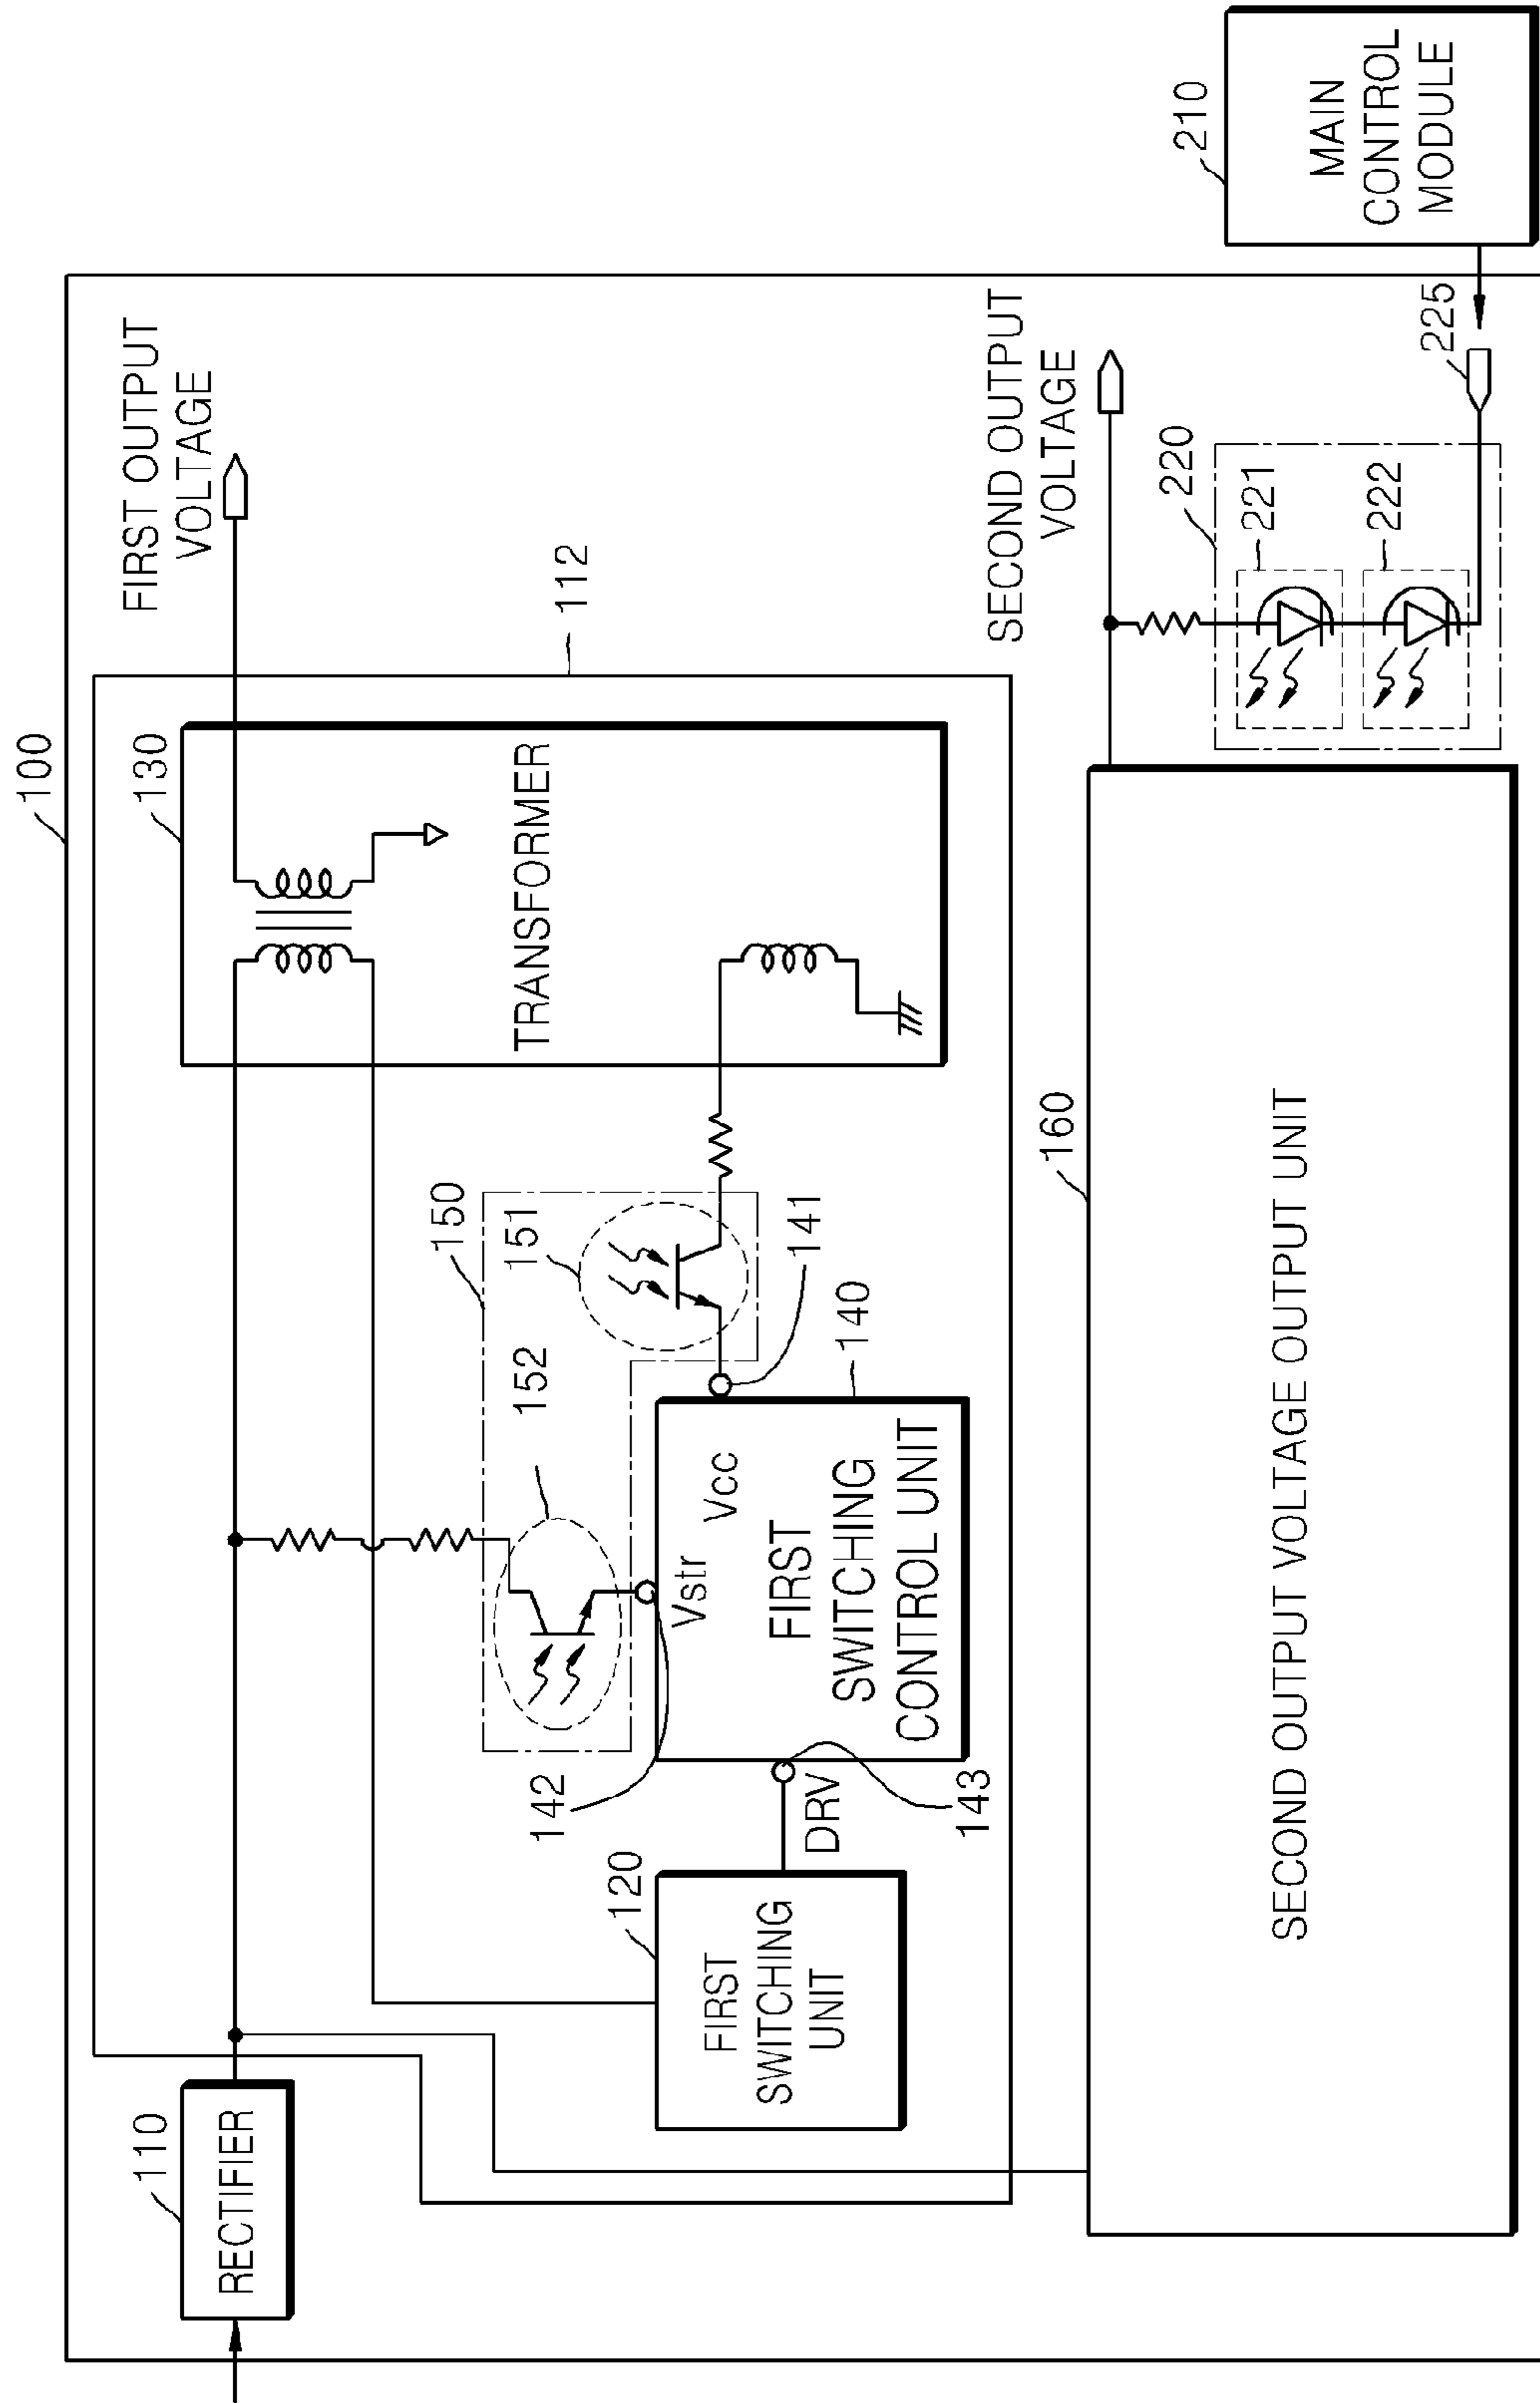 100
110
RECTIFIER
130
TRANSFORMER
FIRST OUTPUT
VOLTAGE
112
150
152
151
142
Vstr
Vcc
141
140
FIRST
SWITCHING
CONTROL UNIT
120
FIRST
SWITCHING
UNIT
DRV
143
160
SECOND OUTPUT VOLTAGE OUTPUT UNIT
SECOND OUTPUT
VOLTAGE
220
221
222
225
210
MAIN
CONTROL
MODULE